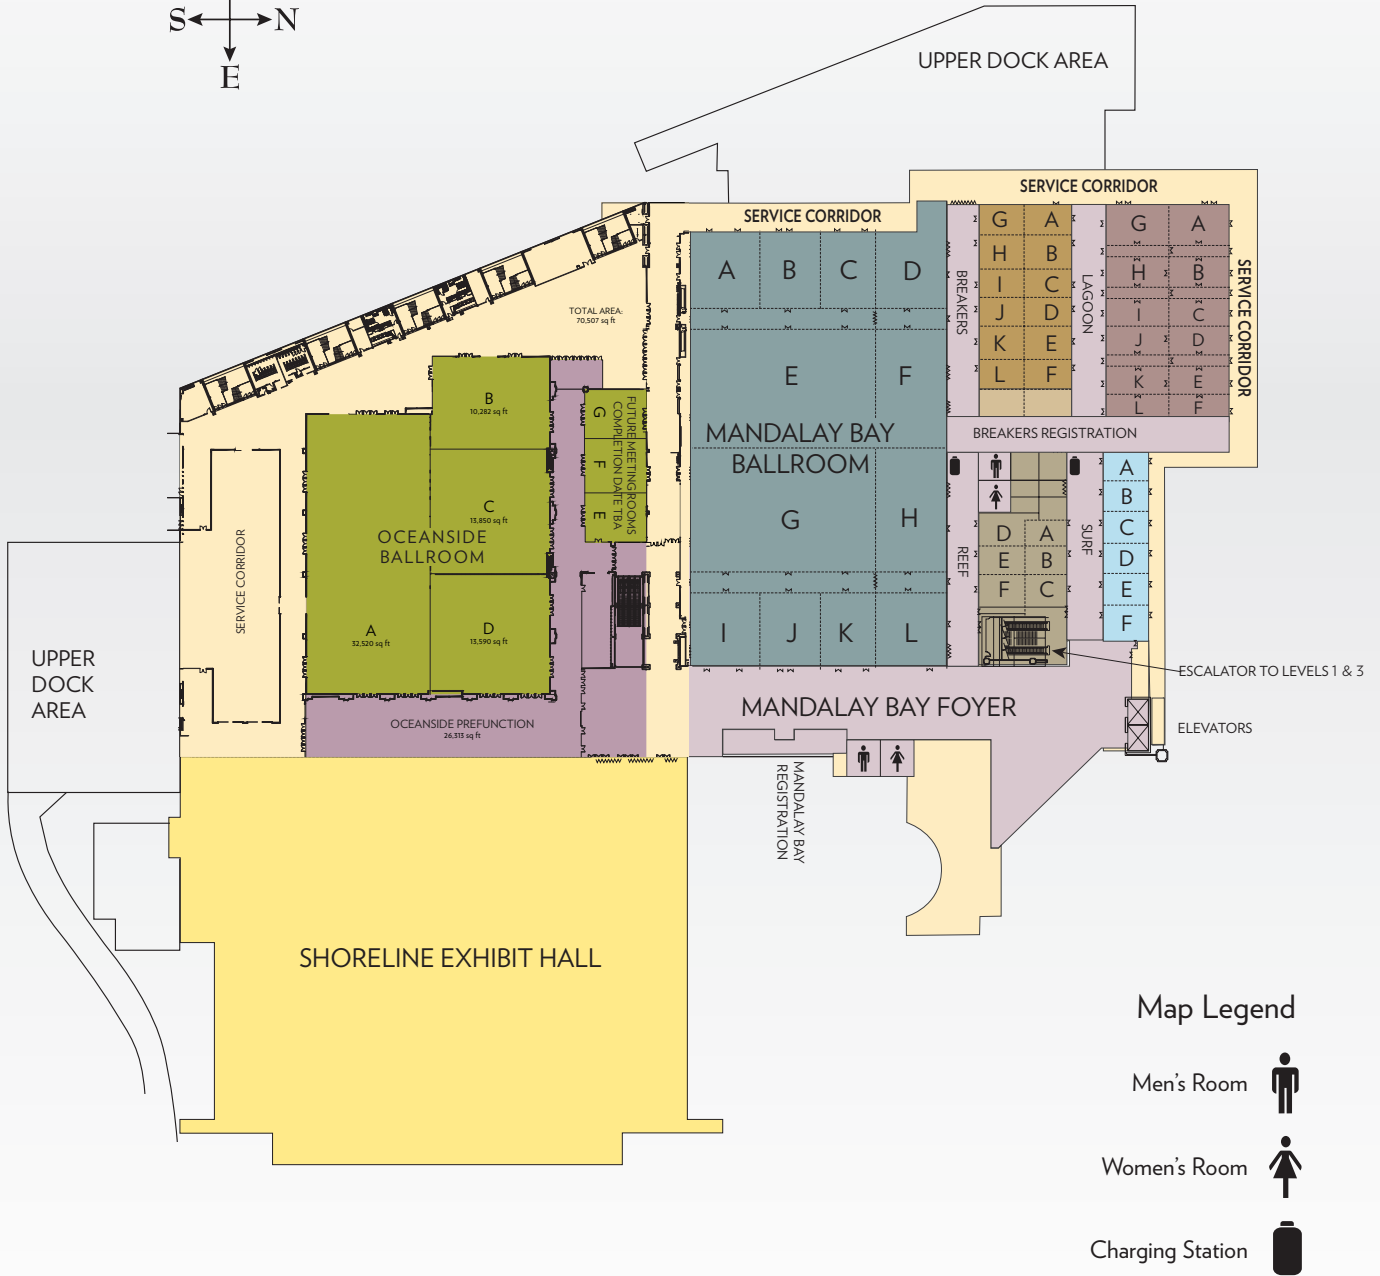 S N
E
UPPER DOCK AREA
SERVICE CORRIDOR
SERVICE CORRIDOR
SERVICE CORRIDOR
TOTAL AREA:
70,507 sq ft
A B C D
E F
MANDALAY BAY
BALLROOM
G H
I J K L
BREAKERS
G A
H B
I C
J D
K E
L F
LAGOON
G A
H B
I C
J D
K E
L F
BREAKERS REGISTRATION
B
10,282 sq ft
C
13,850 sq ft
OCEANSIDE
BALLROOM
A
32,520 sq ft
D
13,590 sq ft
G
F
E
FUTURE MEETING ROOMS
COMPLETION DATE TBA
SERVICE CORRIDOR
REEF
D A
E B
F C
SURF
A
B
C
D
E
F
UPPER
DOCK
AREA
OCEANSIDE PREFUNCTION
26,313 sq ft
MANDALAY BAY FOYER
ESCALATOR TO LEVELS 1 & 3
ELEVATORS
MANDALAY BAY
REGISTRATION
SHORELINE EXHIBIT HALL
Map Legend
Men's Room
Women's Room
Charging Station